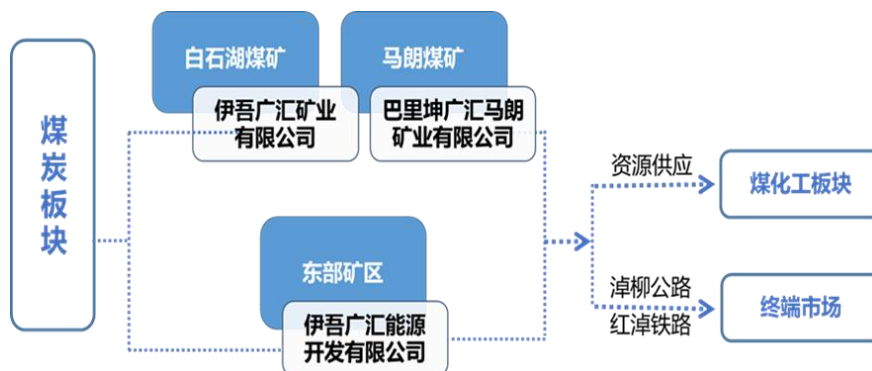 煤炭板块
白石湖煤矿
伊吾广汇矿业
有限公司
马朗煤矿
巴里坤广汇马朗
矿业有限公司
东部矿区
伊吾广汇能源
开发有限公司
资源供应
煤化工板块
淖柳公路
红淖铁路
终端市场